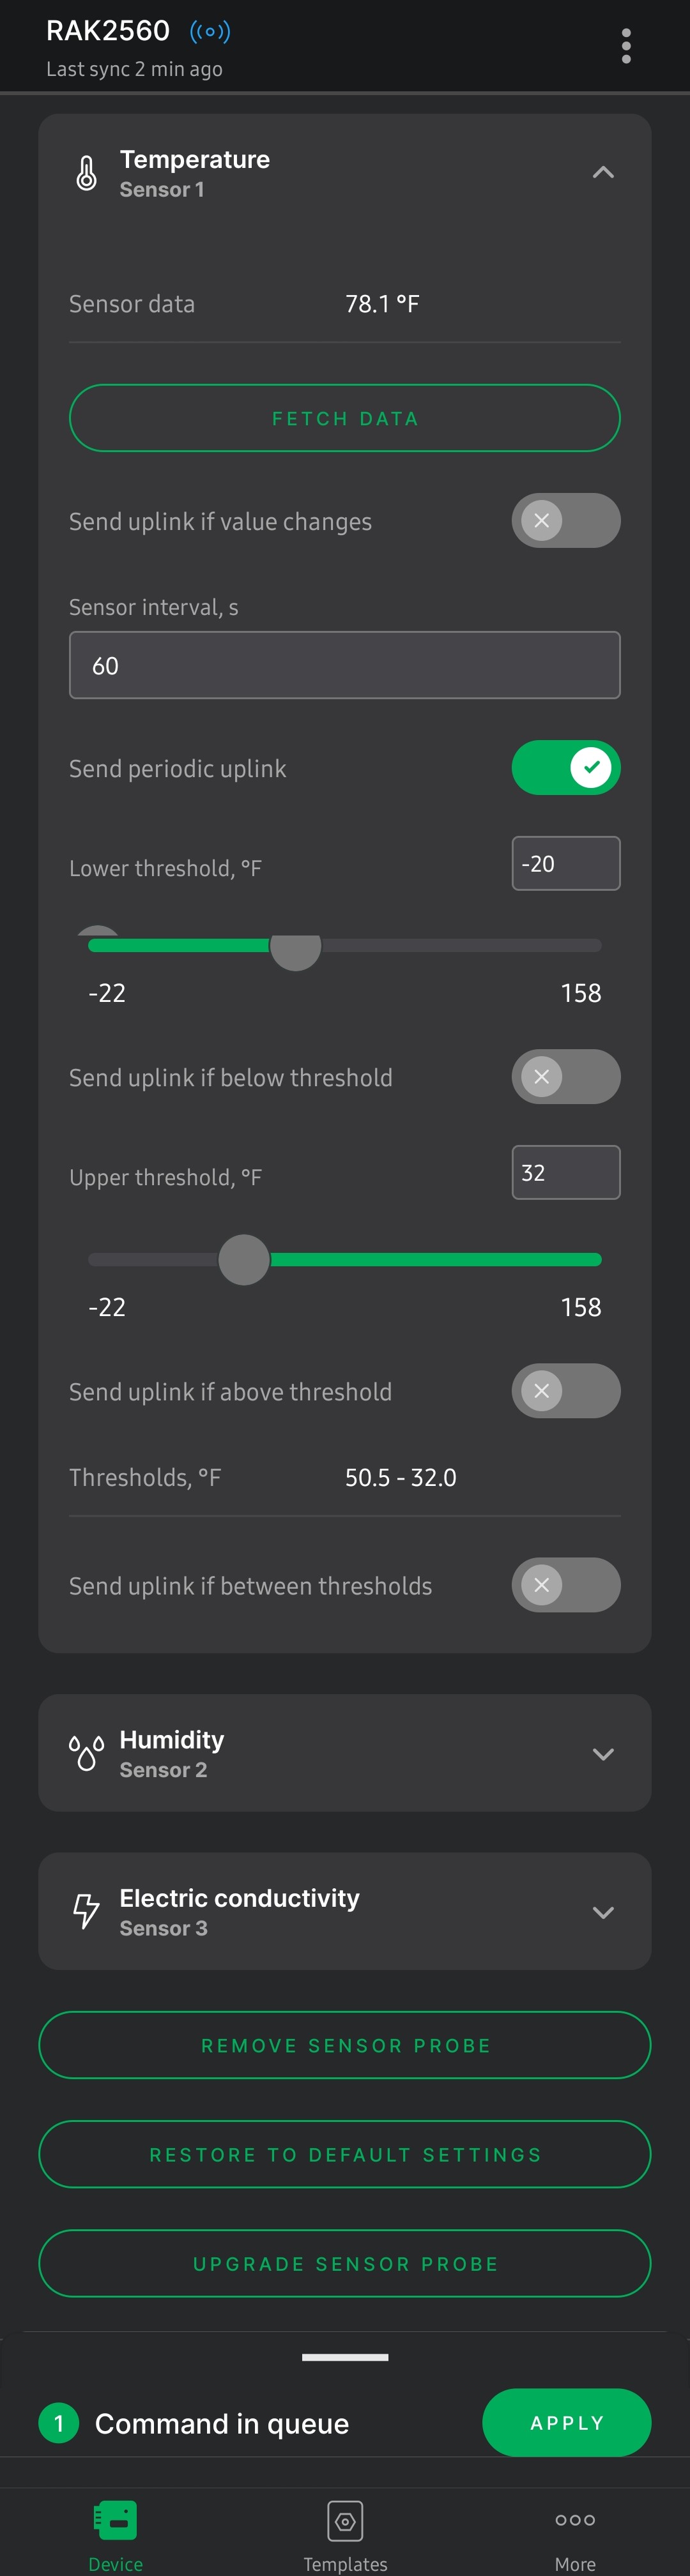 RAK2560
Last sync 2 min ago
Temperature
Sensor 1
Sensor data 78.1 °F
FETCH DATA
Send uplink if value changes
Sensor interval, s
60
Send periodic uplink
Lower threshold, °F -20
-22 158
Send uplink if below threshold
Upper threshold, °F 32
-22 158
Send uplink if above threshold
Thresholds, °F 50.5 - 32.0
Send uplink if between thresholds
Humidity
Sensor 2
Electric conductivity
Sensor 3
REMOVE SENSOR PROBE
RESTORE TO DEFAULT SETTINGS
UPGRADE SENSOR PROBE
1 Command in queue APPLY
Device Templates More